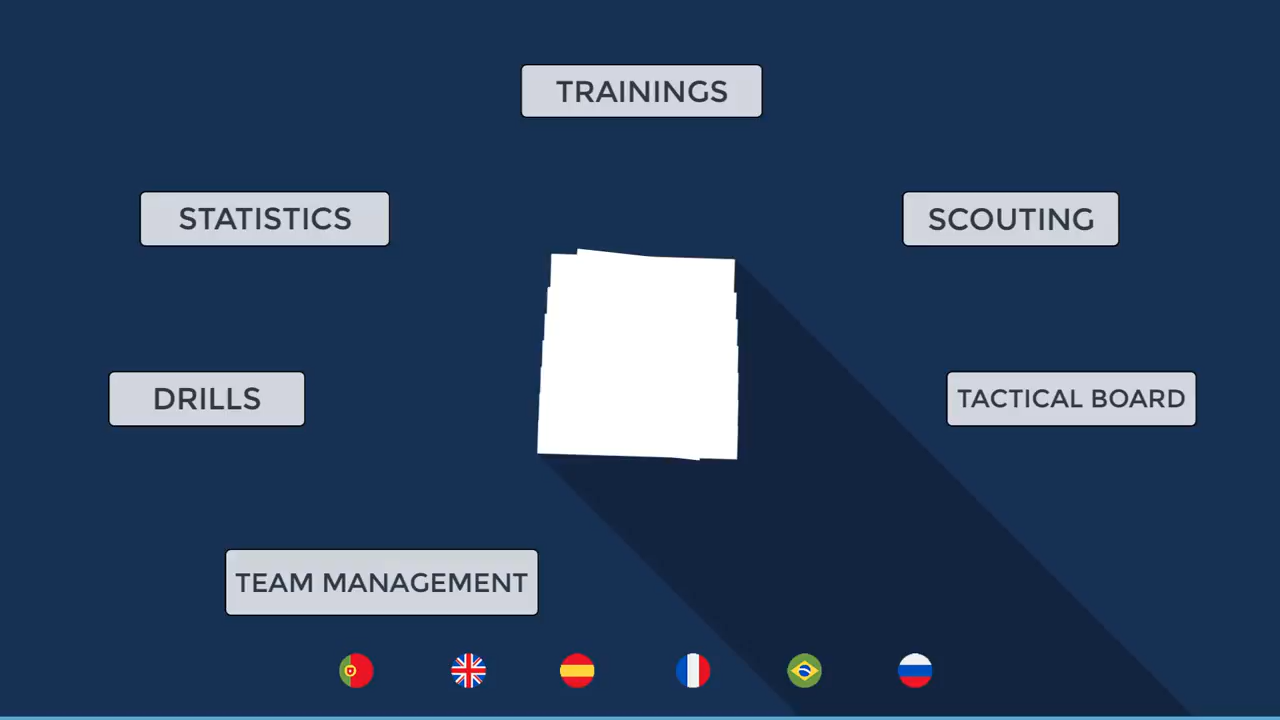 TRAININGS
STATISTICS
SCOUTING
DRILLS
TACTICAL BOARD
TEAM MANAGEMENT